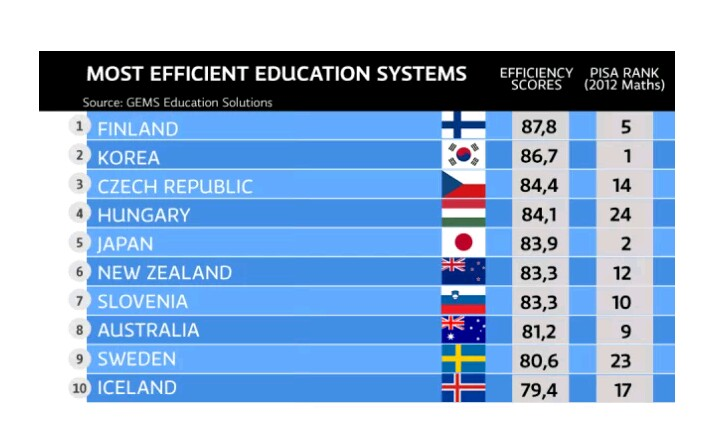 MOST EFFICIENT EDUCATION SYSTEMS EFFICIENCY SCORES PISA RANK (2012 Maths)
Source: GEMS Education Solutions
1 FINLAND 87,8 5
2 KOREA 86,7 1
3 CZECH REPUBLIC 84,4 14
4 HUNGARY 84,1 24
5 JAPAN 83,9 2
6 NEW ZEALAND 83,3 12
7 SLOVENIA 83,3 10
8 AUSTRALIA 81,2 9
9 SWEDEN 80,6 23
10 ICELAND 79,4 17